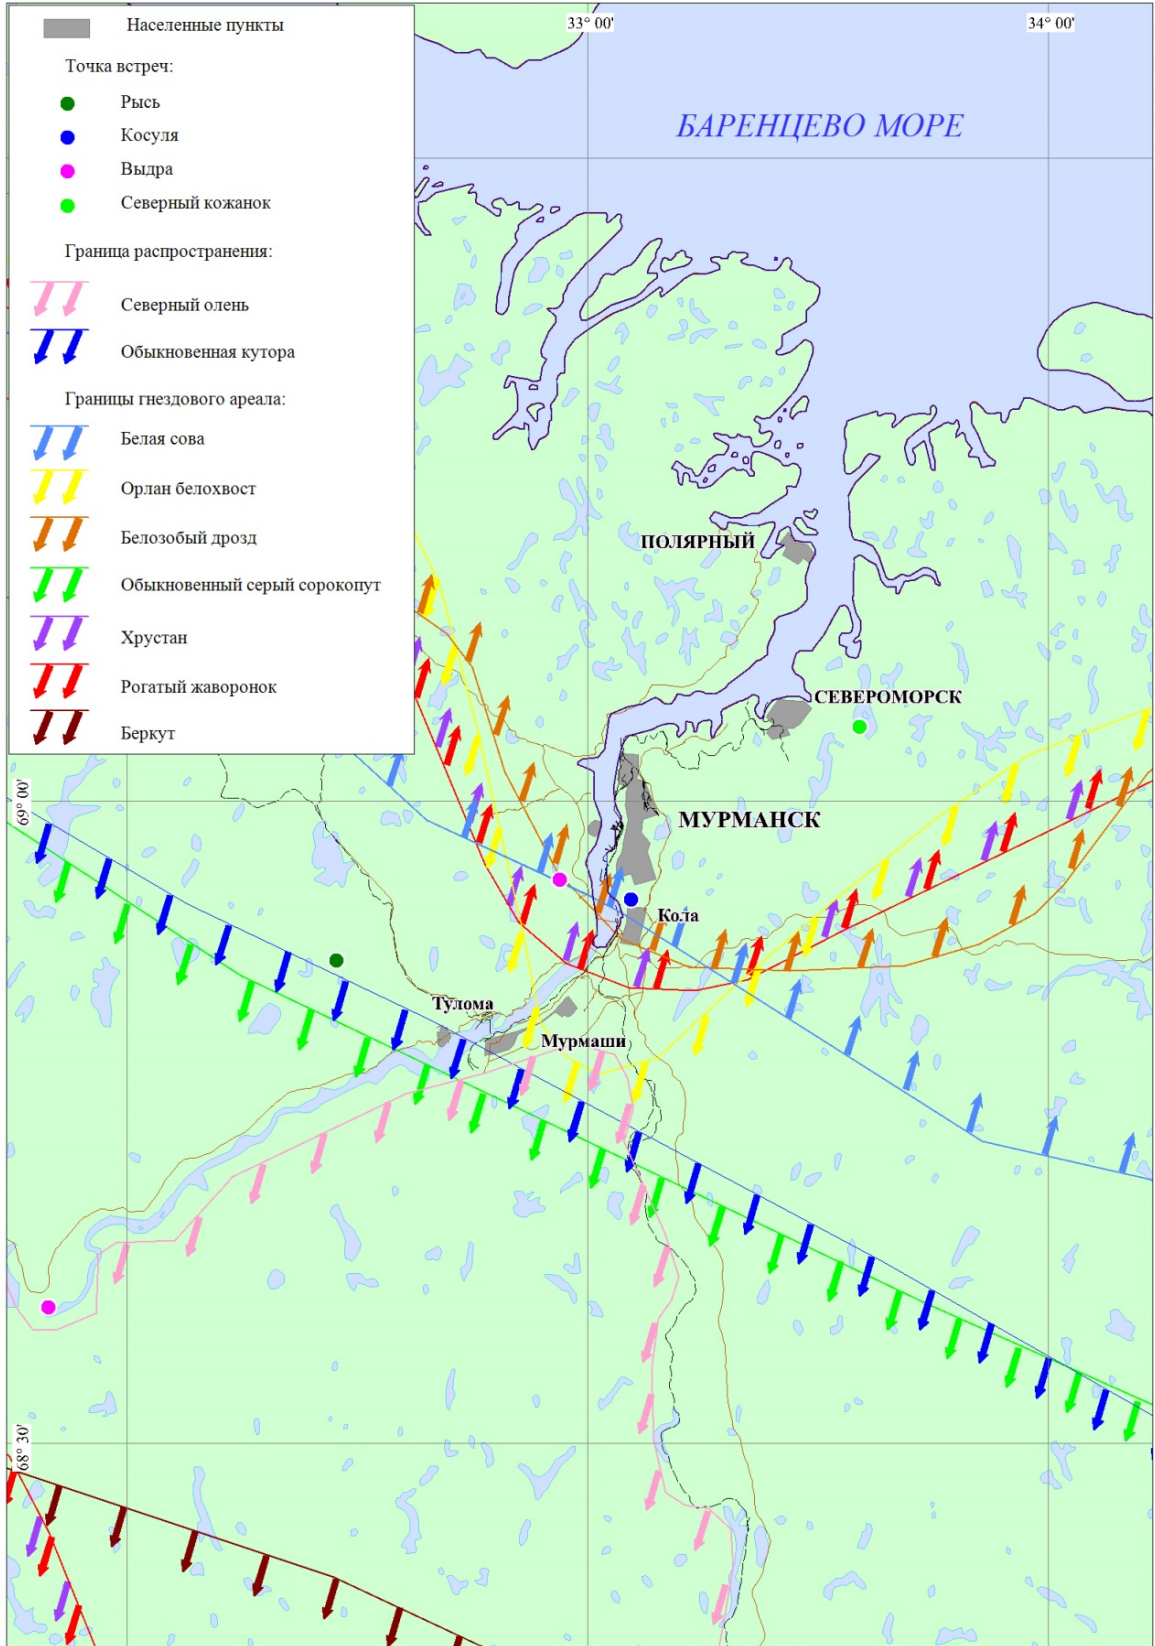 33° 00'
34° 00'
Населенные пункты
Точка встреч:
Рысь
Косуля
Выдра
Северный кожанок
Граница распространения:
Северный олень
Обыкновенная кутора
Границы гнездового ареала:
Белая сова
Орлан белохвост
Белозобый дрозд
Обыкновенный серый сорокопут
Хрустан
Рогатый жаворонок
Беркут
БАРЕНЦЕВО МОРЕ
ПОЛЯРНЫЙ
СЕВЕРОМОРСК
69° 00'
МУРМАНСК
Кола
Тулома
Мурмаши
68° 30'